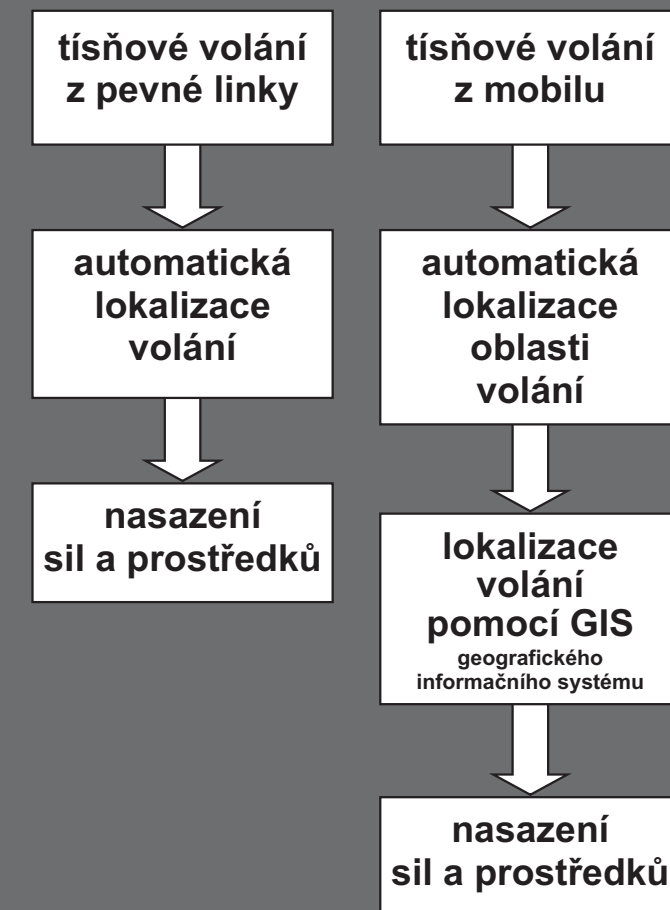 tísňové volání
z pevné linky
automatická
lokalizace
volání
nasazení
sil a prostředků
tísňové volání
z mobilu
automatická
lokalizace
oblasti
volání
lokalizace
volání
pomocí GIS
geografického
informačního systému
nasazení
sil a prostředků